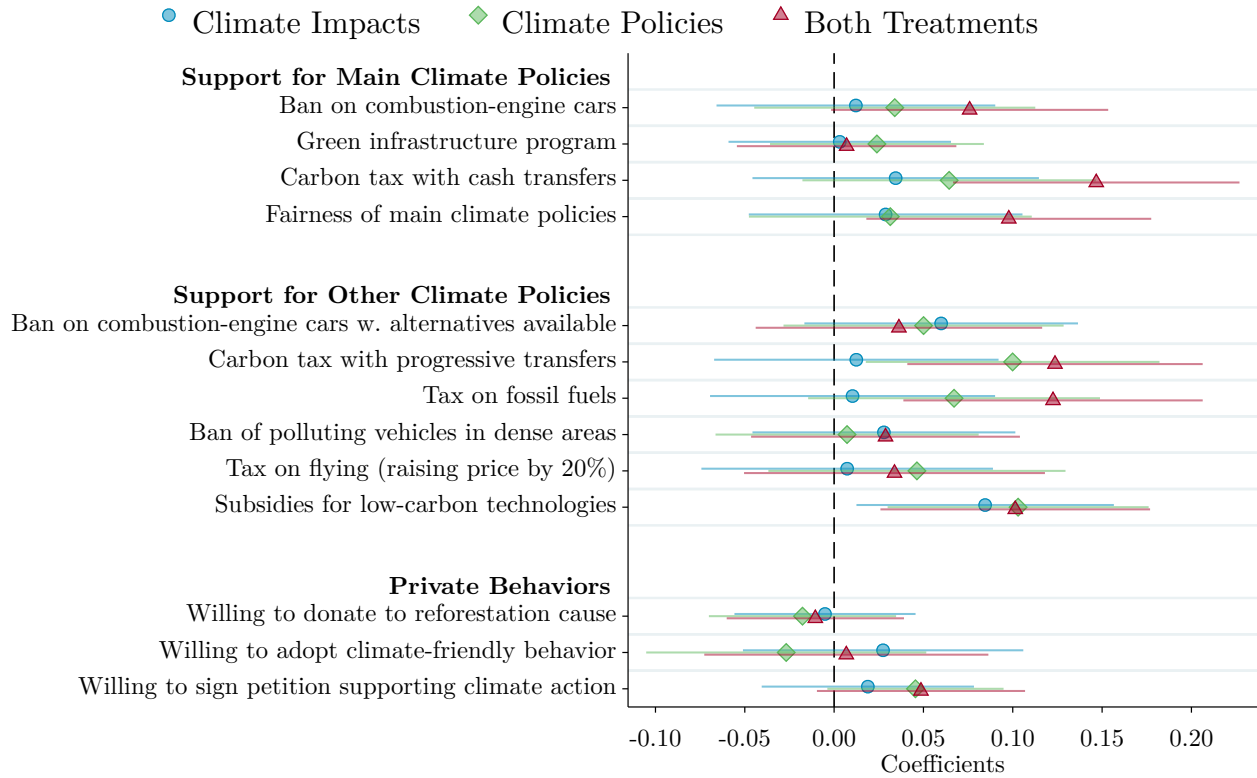 Climate Impacts Climate Policies Both Treatments
Support for Main Climate Policies
Ban on combustion-engine cars
Green infrastructure program
Carbon tax with cash transfers
Fairness of main climate policies
Support for Other Climate Policies
Ban on combustion-engine cars w. alternatives available
Carbon tax with progressive transfers
Tax on fossil fuels
Ban of polluting vehicles in dense areas
Tax on flying (raising price by 20%)
Subsidies for low-carbon technologies
Private Behaviors
Willing to donate to reforestation cause
Willing to adopt climate-friendly behavior
Willing to sign petition supporting climate action
-0.10 -0.05 0.00 0.05 0.10 0.15 0.20
Coefficients